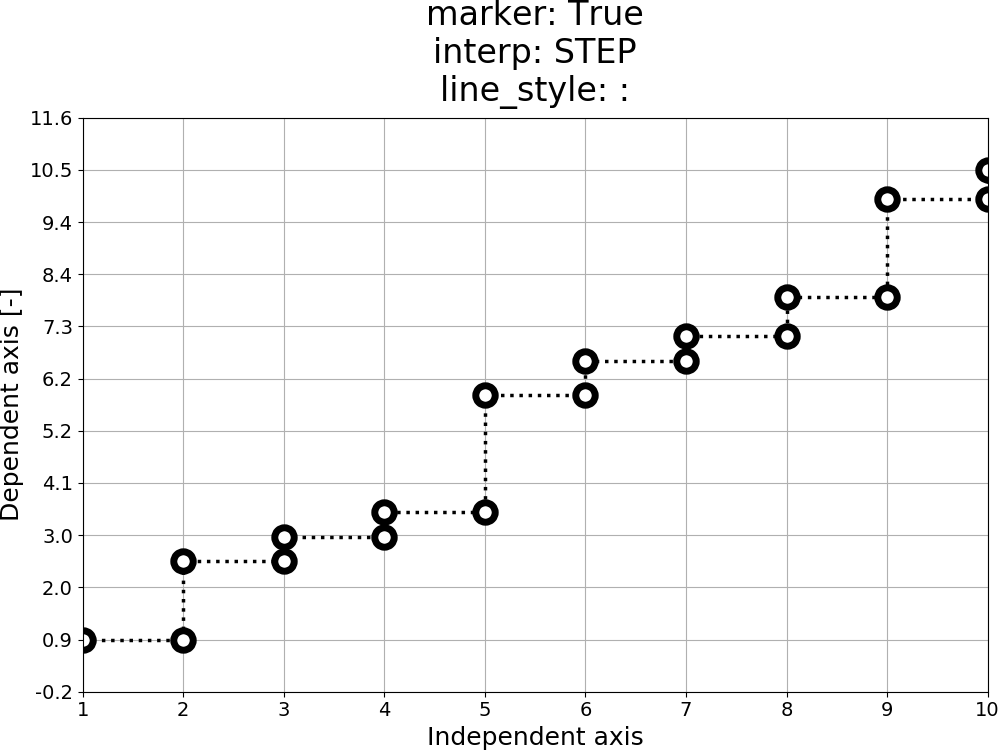 marker: True
interp: STEP
line_style: :
11.6
10.5
9.4
8.4
7.3
6.2
5.2
4.1
3.0
2.0
0.9
-0.2
Dependent axis [-]
1 2 3 4 5 6 7 8 9 10
Independent axis